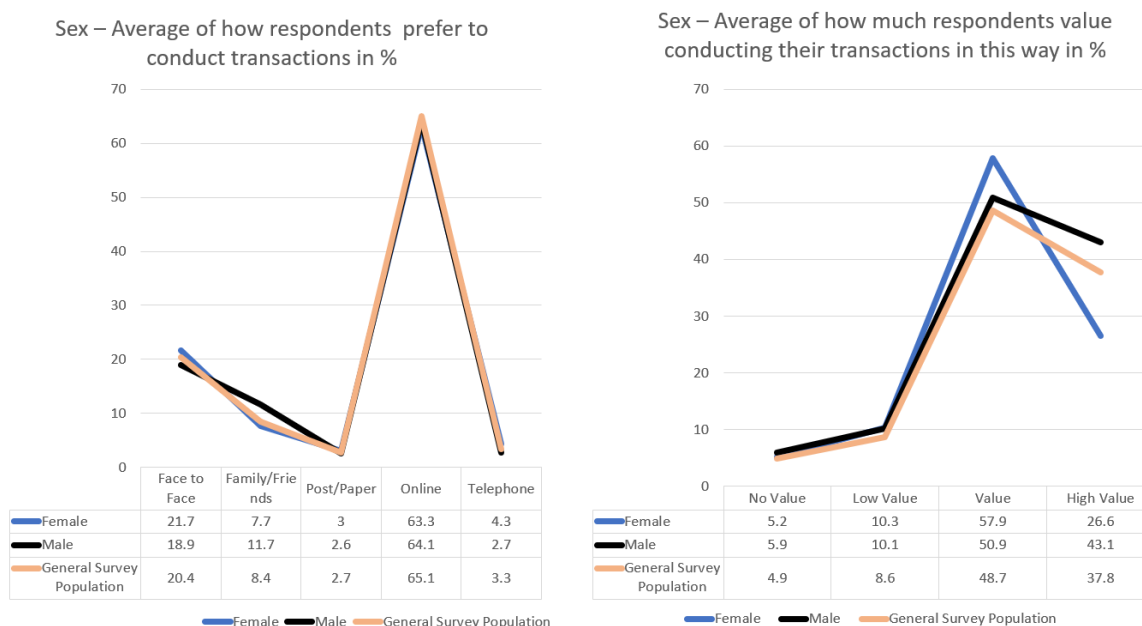 Sex – Average of how respondents prefer to
conduct transactions in %
70
60
50
40
30
20
10
0
Face to
Face
Family/Frie
nds
Post/Paper
Online
Telephone
Female 21.7 7.7 3 63.3 4.3
Male 18.9 11.7 2.6 64.1 2.7
General Survey
Population
20.4 8.4 2.7 65.1 3.3
Female Male General Survey Population
Sex – Average of how much respondents value
conducting their transactions in this way in %
70
60
50
40
30
20
10
0
No Value Low Value Value High Value
Female 5.2 10.3 57.9 26.6
Male 5.9 10.1 50.9 43.1
General Survey
Population
4.9 8.6 48.7 37.8
Female Male General Survey Population